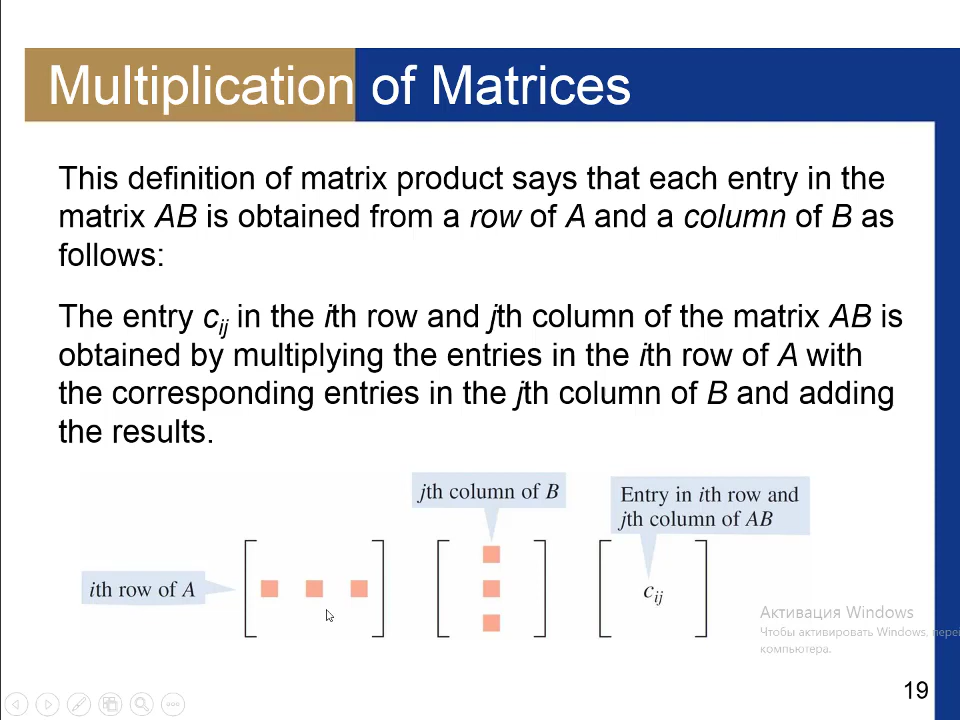 Multiplication of Matrices
This definition of matrix product says that each entry in the
matrix AB is obtained from a row of A and a column of B as
follows:
The entry cij in the ith row and jth column of the matrix AB is
obtained by multiplying the entries in the ith row of A with
the corresponding entries in the jth column of B and adding
the results.
jth column of B
Entry in ith row and
jth column of AB
ith row of A
cij
Активация Windows
Чтобы активировать Windows, пере
компьютера.
19